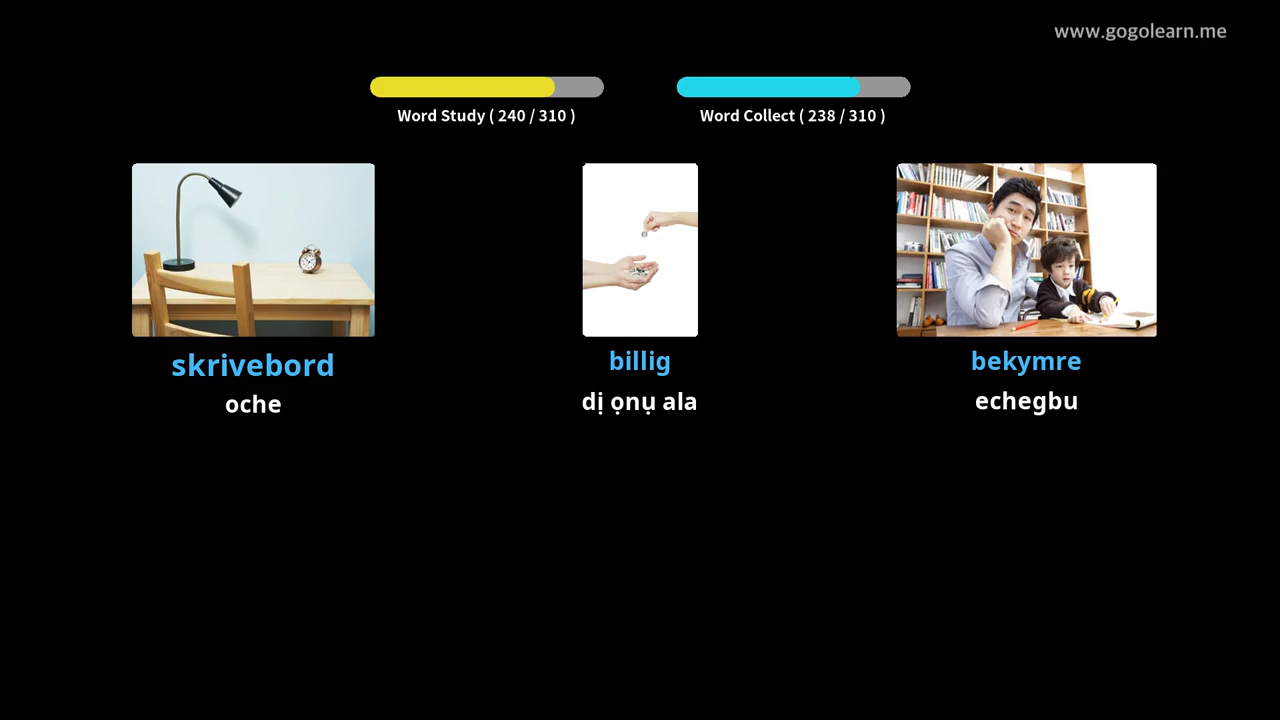 www.gogolearn.me
Word Study ( 240 / 310 )
Word Collect ( 238 / 310 )
skrivebord
billig
bekymre
oche
dị ọnụ ala
echegbu